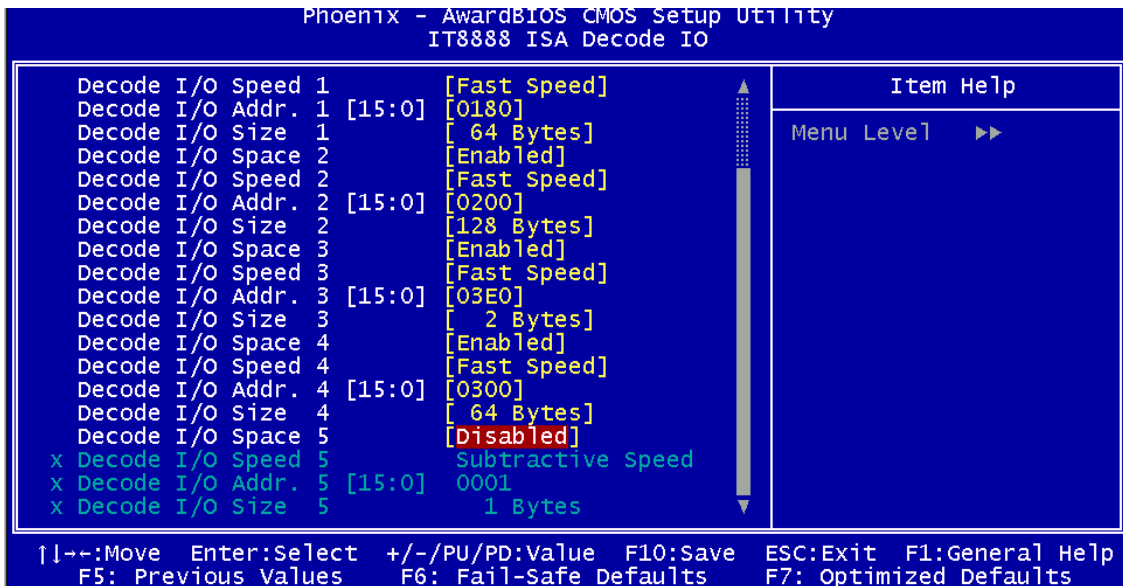 Phoenix - AwardBIOS CMOS Setup Utility
IT8888 ISA Decode IO
Decode I/O Speed 1 [Fast Speed]
Decode I/O Addr. 1 [15:0] [0180]
Decode I/O Size 1 [ 64 Bytes]
Decode I/O Space 2 [Enabled]
Decode I/O Speed 2 [Fast Speed]
Decode I/O Addr. 2 [15:0] [0200]
Decode I/O Size 2 [128 Bytes]
Decode I/O Space 3 [Enabled]
Decode I/O Speed 3 [Fast Speed]
Decode I/O Addr. 3 [15:0] [03E0]
Decode I/O Size 3 [ 2 Bytes]
Decode I/O Space 4 [Enabled]
Decode I/O Speed 4 [Fast Speed]
Decode I/O Addr. 4 [15:0] [0300]
Decode I/O Size 4 [ 64 Bytes]
Decode I/O Space 5 [Disabled]
x Decode I/O Speed 5 Subtractive Speed
x Decode I/O Addr. 5 [15:0] 0001
x Decode I/O Size 5 1 Bytes
Item Help
Menu Level ►►
↑↓→←:Move Enter:Select +/-/PU/PD:Value F10:Save ESC:Exit F1:General Help
F5: Previous Values F6: Fail-Safe Defaults F7: Optimized Defaults